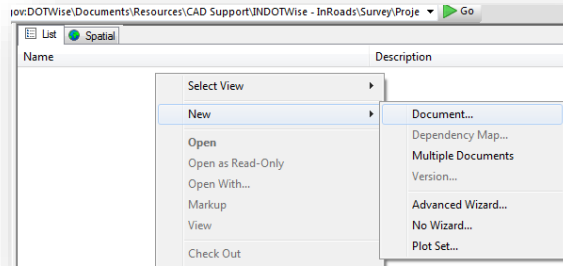 gov:DOTWise\Documents\Resources\CAD Support\INDOTWise - InRoads\Survey\Proje Go
List Spatial
Name Description
Select View
New
Open
Open as Read-Only
Open With...
Markup
View
Check Out
Document...
Dependency Map...
Multiple Documents
Version...
Advanced Wizard...
No Wizard...
Plot Set...